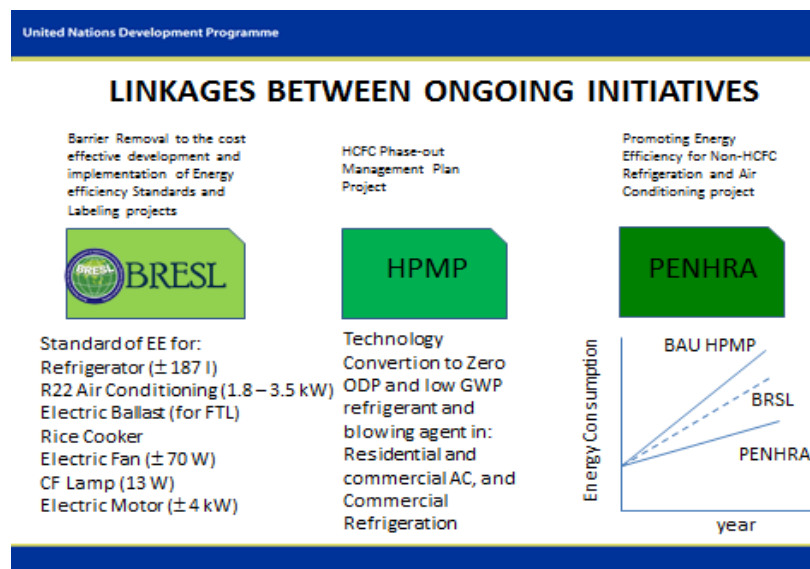 United Nations Development Programme
LINKAGES BETWEEN ONGOING INITIATIVES
Barrier Removal to the cost
effective development and
implementation of Energy
efficiency Standards and
Labeling projects
BRESL
BRESL
Standard of EE for:
Refrigerator (± 187 l)
R22 Air Conditioning (1.8 – 3.5 kW)
Electric Ballast (for FTL)
Rice Cooker
Electric Fan (± 70 W)
CF Lamp (13 W)
Electric Motor (± 4 kW)
HCFC Phase-out
Management Plan
Project
HPMP
Technology
Convertion to Zero
ODP and low GWP
refrigerant and
blowing agent in:
Residential and
commercial AC, and
Commercial
Refrigeration
Promoting Energy
Efficiency for Non-HCFC
Refrigeration and Air
Conditioning project
PENHRA
Energy Consumption
BAU HPMP
BRSL
PENHRA
year